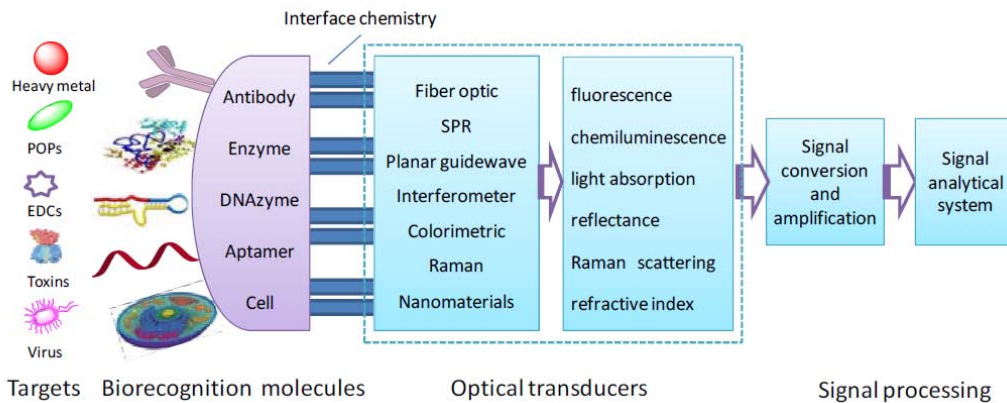 Interface chemistry
Heavy metal
POPs
EDCs
Toxins
Virus
Antibody
Enzyme
DNAzyme
Aptamer
Cell
Fiber optic
SPR
Planar guidewave
Interferometer
Colorimetric
Raman
Nanomaterials
fluorescence
chemiluminescence
light absorption
reflectance
Raman scattering
refractive index
Signal
conversion
and
amplification
Signal
analytical
system
Targets
Biorecognition molecules
Optical transducers
Signal processing